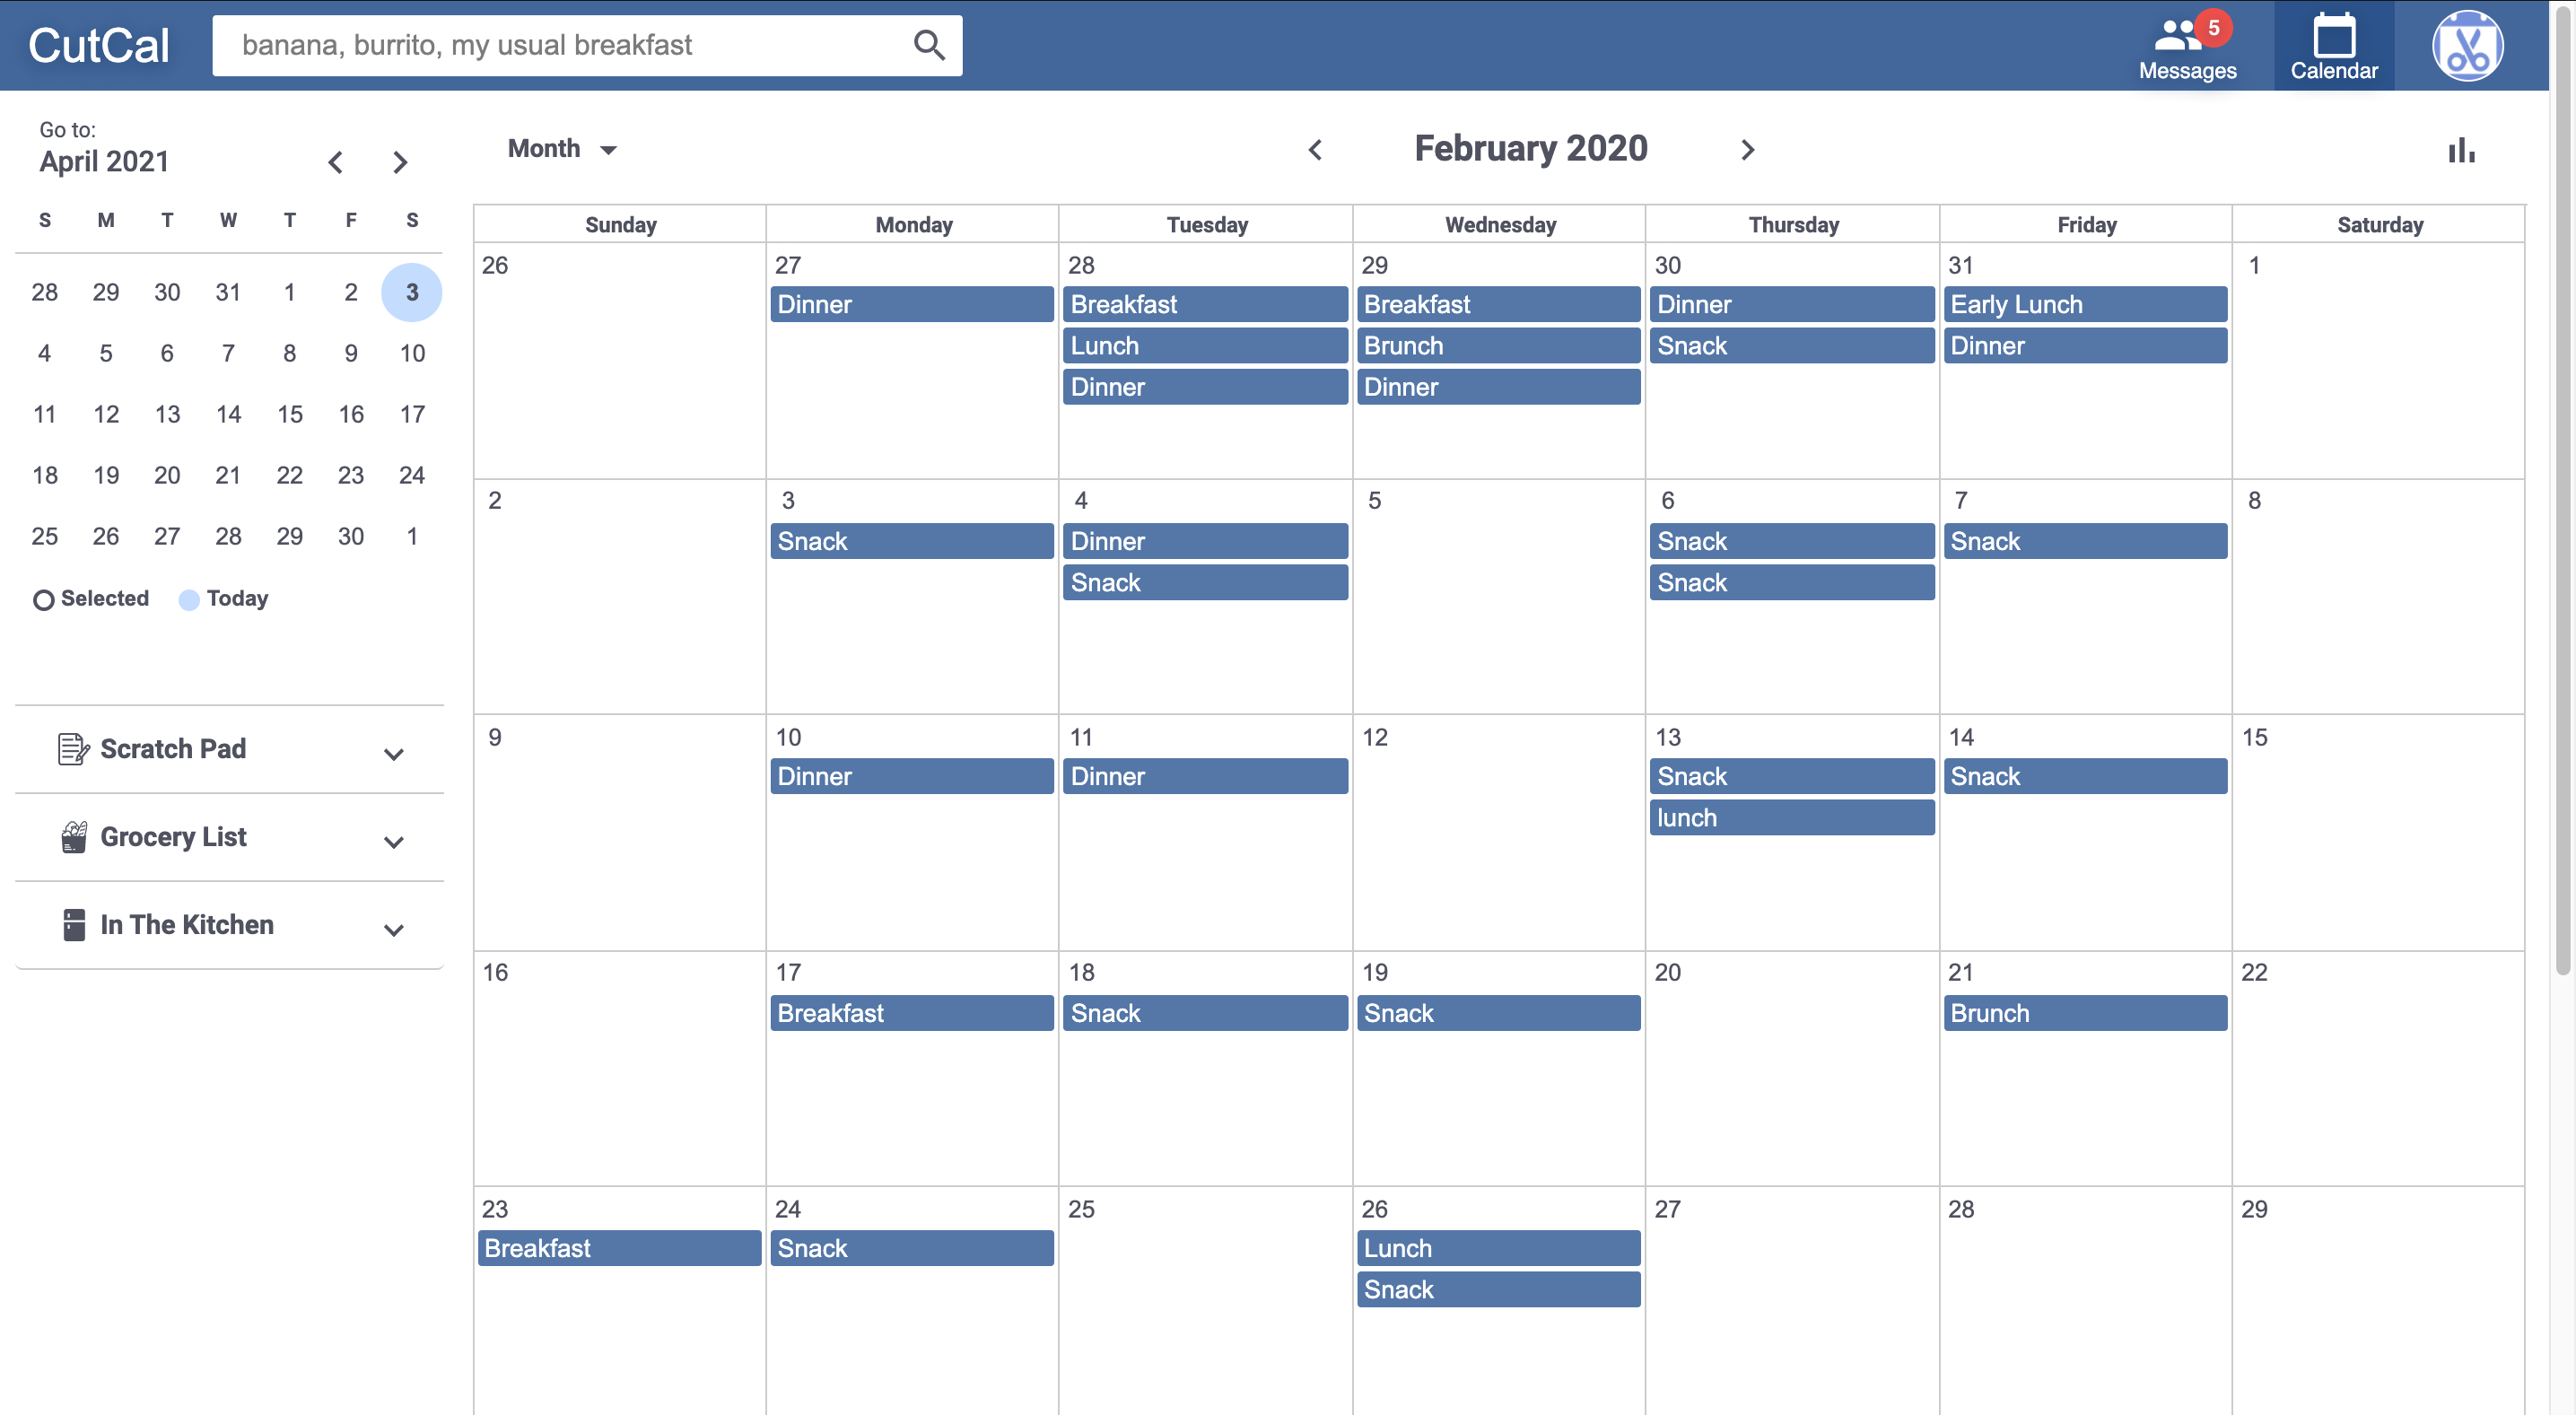 CutCal
banana, burrito, my usual breakfast
5
Messages
Calendar
Go to:
April 2021
S M T W T F S
28 29 30 31 1 2 3
4 5 6 7 8 9 10
11 12 13 14 15 16 17
18 19 20 21 22 23 24
25 26 27 28 29 30 1
Selected Today
Scratch Pad
Grocery List
In The Kitchen
Month
February 2020
Sunday Monday Tuesday Wednesday Thursday Friday Saturday
26 27 28 29 30 31 1
Dinner Breakfast Breakfast Dinner Early Lunch
Lunch Brunch Snack Dinner
Dinner Dinner
2 3 4 5 6 7 8
Snack Dinner Snack Snack
Snack Snack
9 10 11 12 13 14 15
Dinner Dinner Snack Snack
lunch
16 17 18 19 20 21 22
Breakfast Snack Snack Brunch
23 24 25 26 27 28 29
Breakfast Snack Lunch
Snack